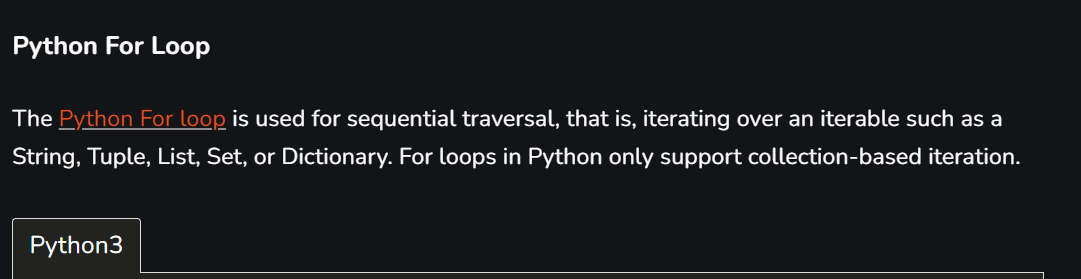 Python For Loop
The Python For loop is used for sequential traversal, that is, iterating over an iterable such as a
String, Tuple, List, Set, or Dictionary. For loops in Python only support collection-based iteration.
Python3